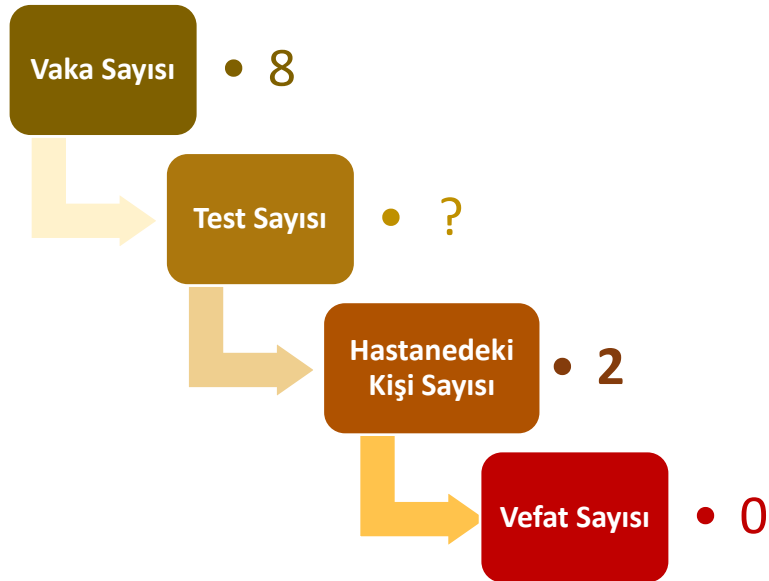 Vaka Sayısı
• 8
Test Sayısı
• ?
Hastanedeki
Kişi Sayısı
• 2
Vefat Sayısı
• 0